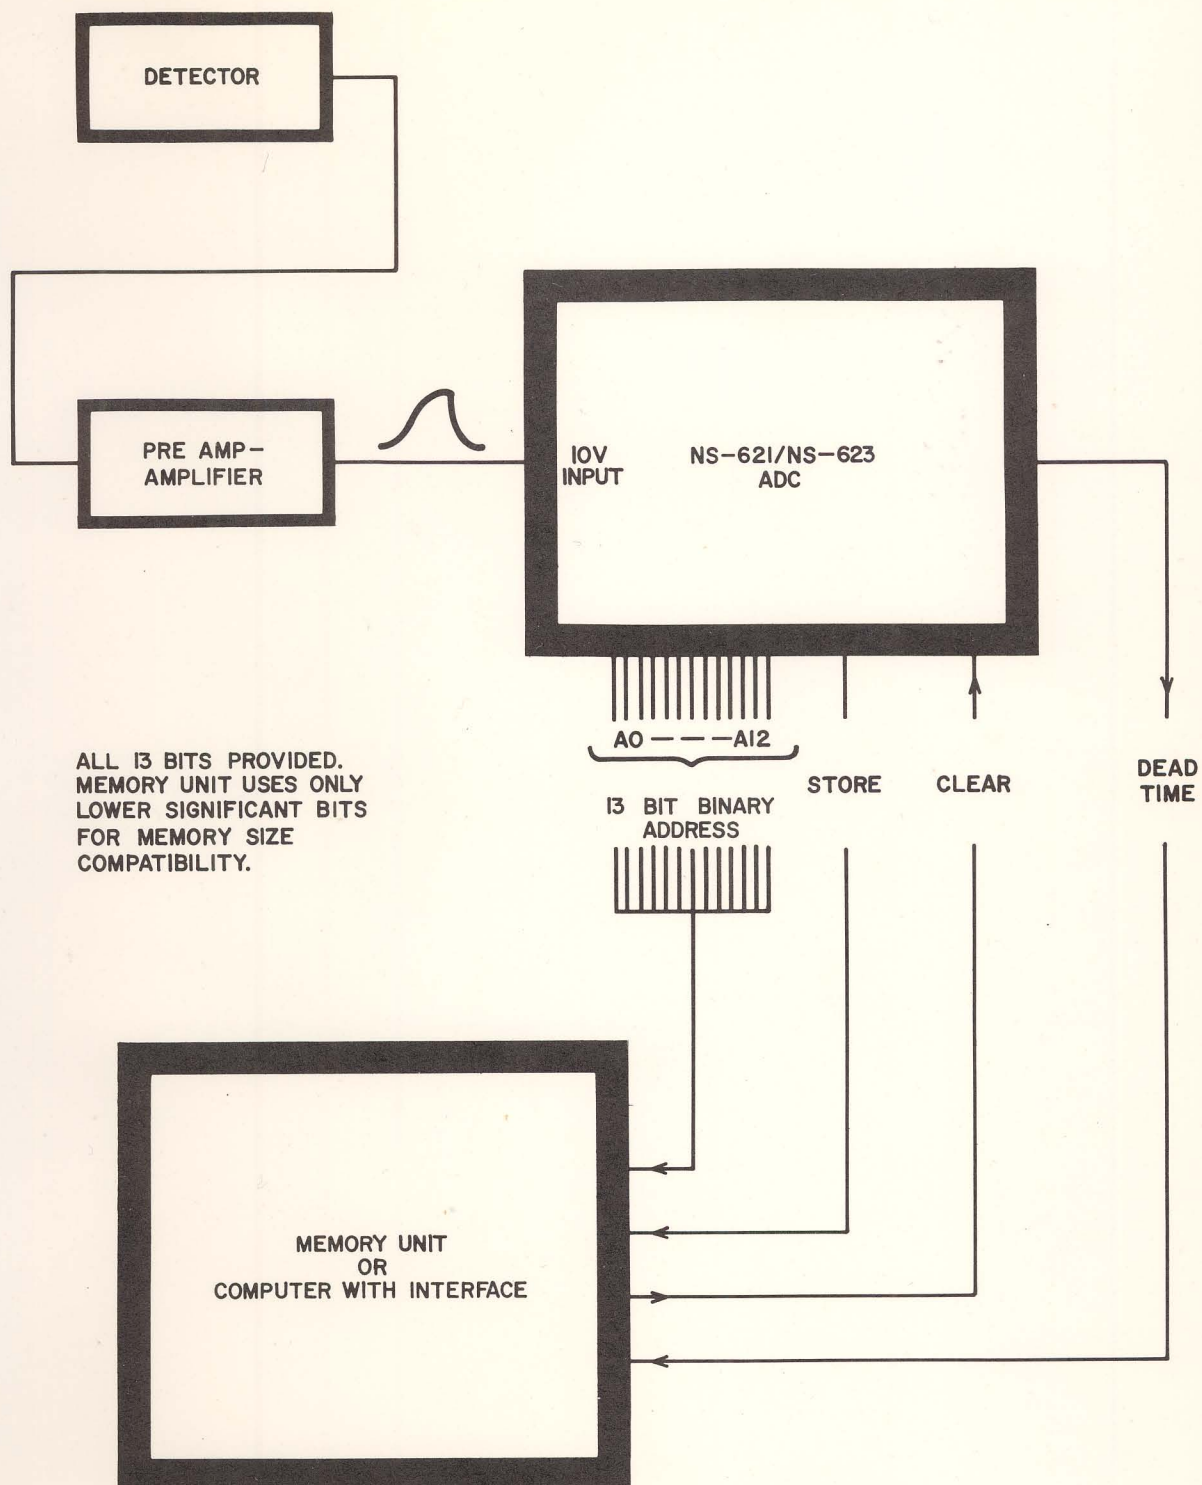 DETECTOR
PRE AMP-
AMPLIFIER
10V
INPUT
NS-621/NS-623
ADC
A0 - - - A12
13 BIT BINARY
ADDRESS
STORE
CLEAR
DEAD
TIME
ALL 13 BITS PROVIDED.
MEMORY UNIT USES ONLY
LOWER SIGNIFICANT BITS
FOR MEMORY SIZE
COMPATIBILITY.
MEMORY UNIT
OR
COMPUTER WITH INTERFACE